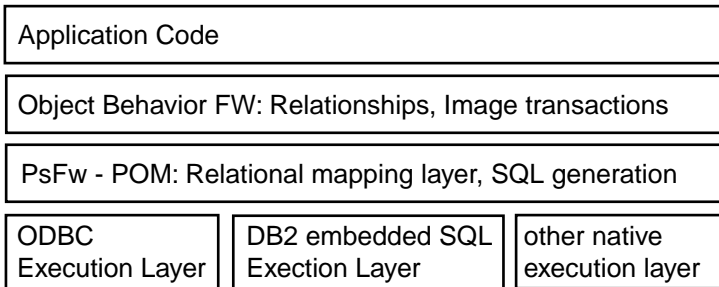 Application Code
Object Behavior FW: Relationships, Image transactions
PsFw - POM: Relational mapping layer, SQL generation
ODBC
Execution Layer
DB2 embedded SQL
Exection Layer
other native
execution layer